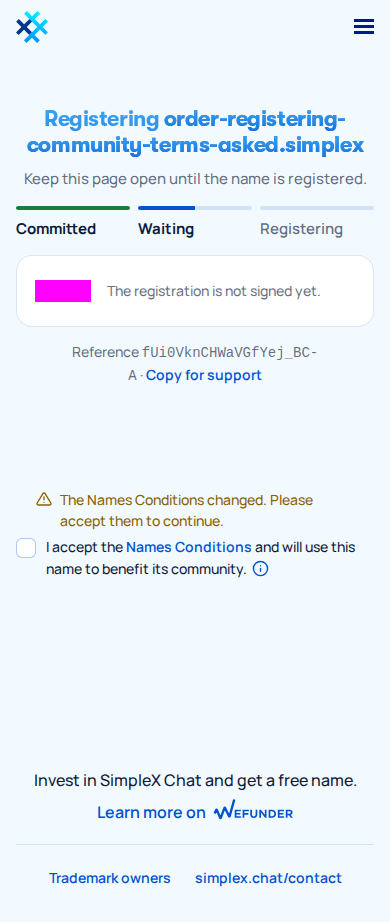 Registering order-registering-
community-terms-asked.simplex
Keep this page open until the name is registered.
Committed
Waiting
Registering
The registration is not signed yet.
Reference fUi0VknCHWaVGfYej_BC-
A · Copy for support
The Names Conditions changed. Please
accept them to continue.
I accept the Names Conditions and will use this
name to benefit its community.
Invest in SimpleX Chat and get a free name.
Learn more on WEFUNDER
Trademark owners
simplex.chat/contact